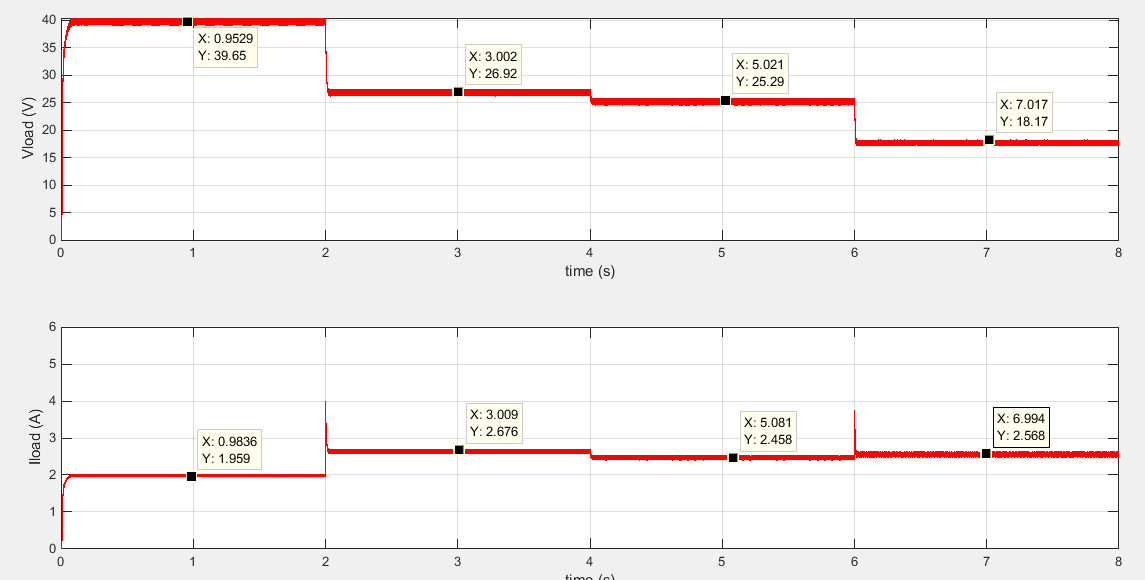 40
35
30
25
20
15
10
5
0
Vload (V)
X: 0.9529
Y: 39.65
X: 3.002
Y: 26.92
X: 5.021
Y: 25.29
X: 7.017
Y: 18.17
0 1 2 3 4 5 6 7 8
time (s)
6
5
4
3
2
1
0
Iload (A)
X: 0.9836
Y: 1.959
X: 3.009
Y: 2.676
X: 5.081
Y: 2.458
X: 6.994
Y: 2.568
0 1 2 3 4 5 6 7 8
time (s)